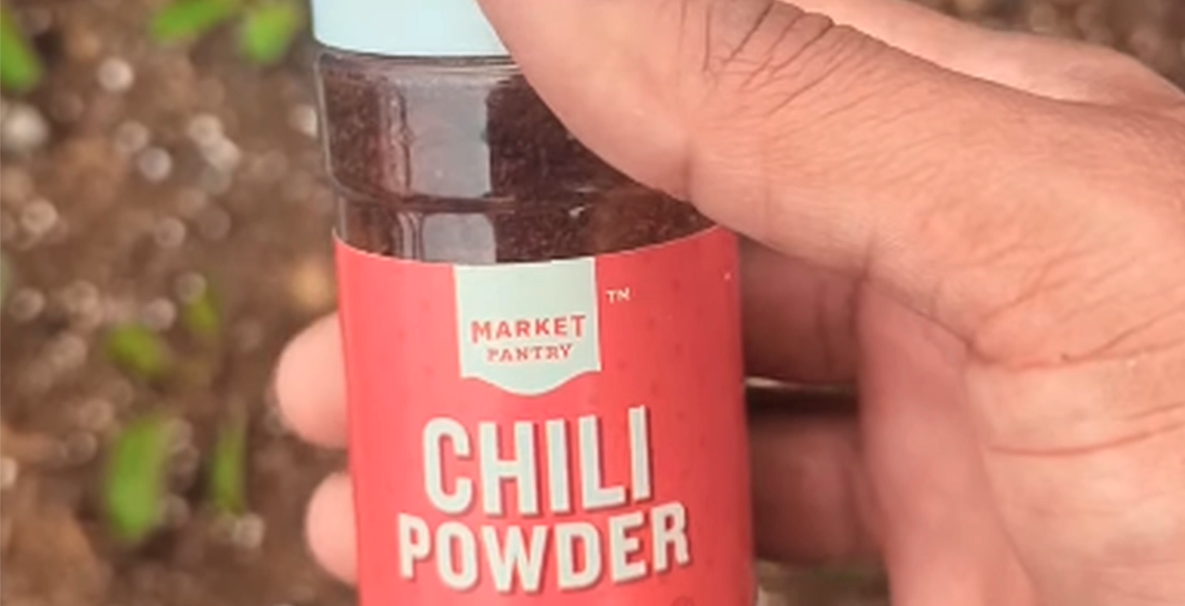 MARKET ™
PANTRY
CHILI
POWDER